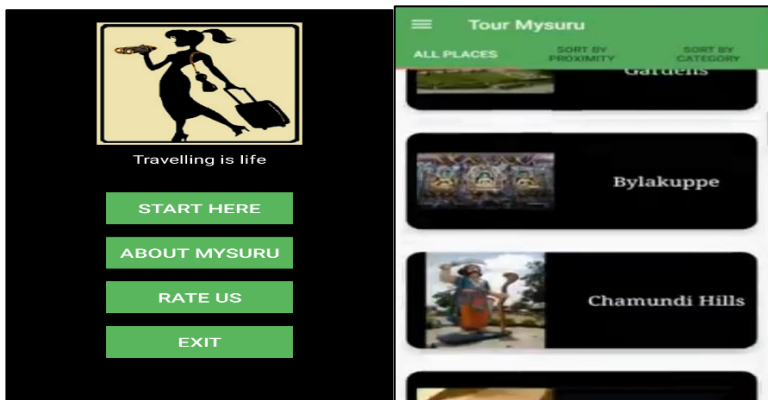 Travelling is life
START HERE
ABOUT MYSURU
RATE US
EXIT
Tour Mysuru
ALL PLACES
SORT BY
PROXIMITY
SORT BY
CATEGORY
Gardens
Bylakuppe
Chamundi Hills